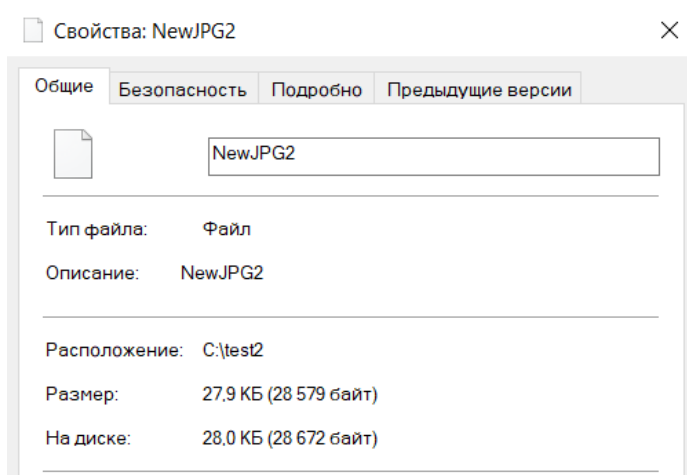 Свойства: NewJPG2
Общие Безопасность Подробно Предыдущие версии
NewJPG2
Тип файла: Файл
Описание: NewJPG2
Расположение: C:\test2
Размер: 27,9 КБ (28 579 байт)
На диске: 28,0 КБ (28 672 байт)